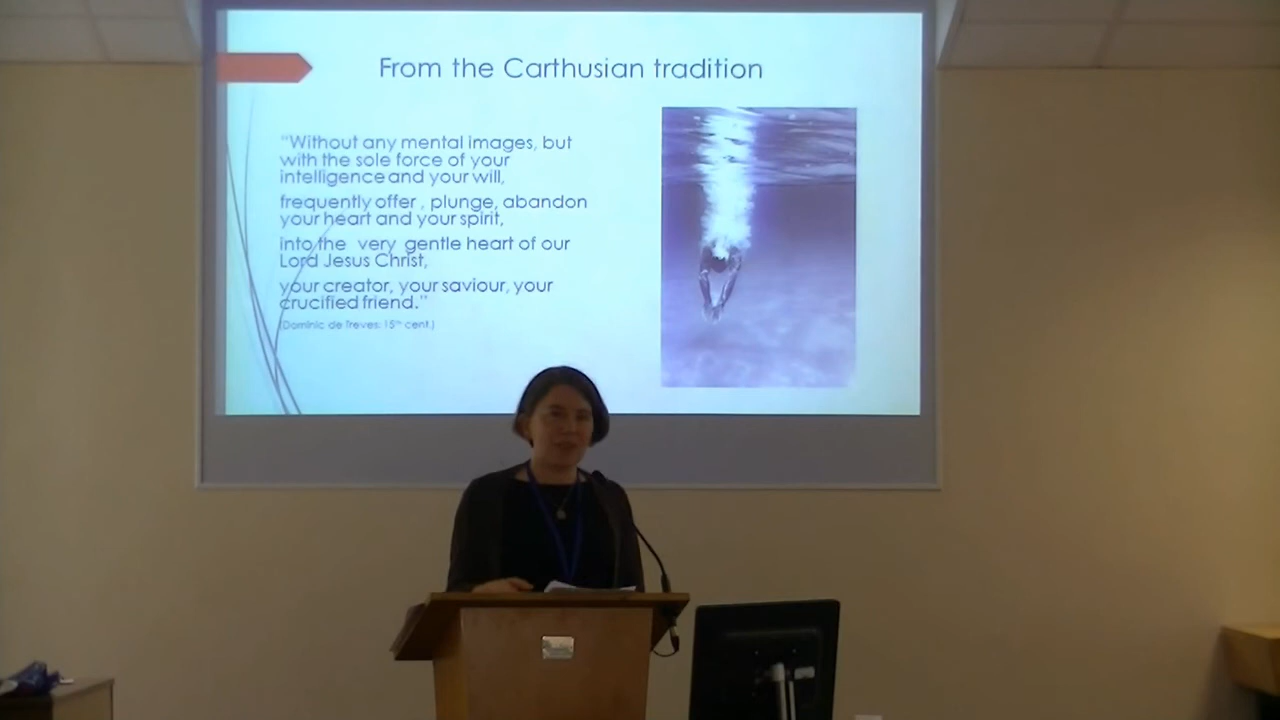 From the Carthusian tradition
“Without any mental images, but
with the sole force of your
intelligence and your will,
frequently offer , plunge, abandon
your heart and your spirit,
into the very gentle heart of our
Lord Jesus Christ,
your creator, your saviour, your
crucified friend.”
(Dominic de Treves: 15th cent.)